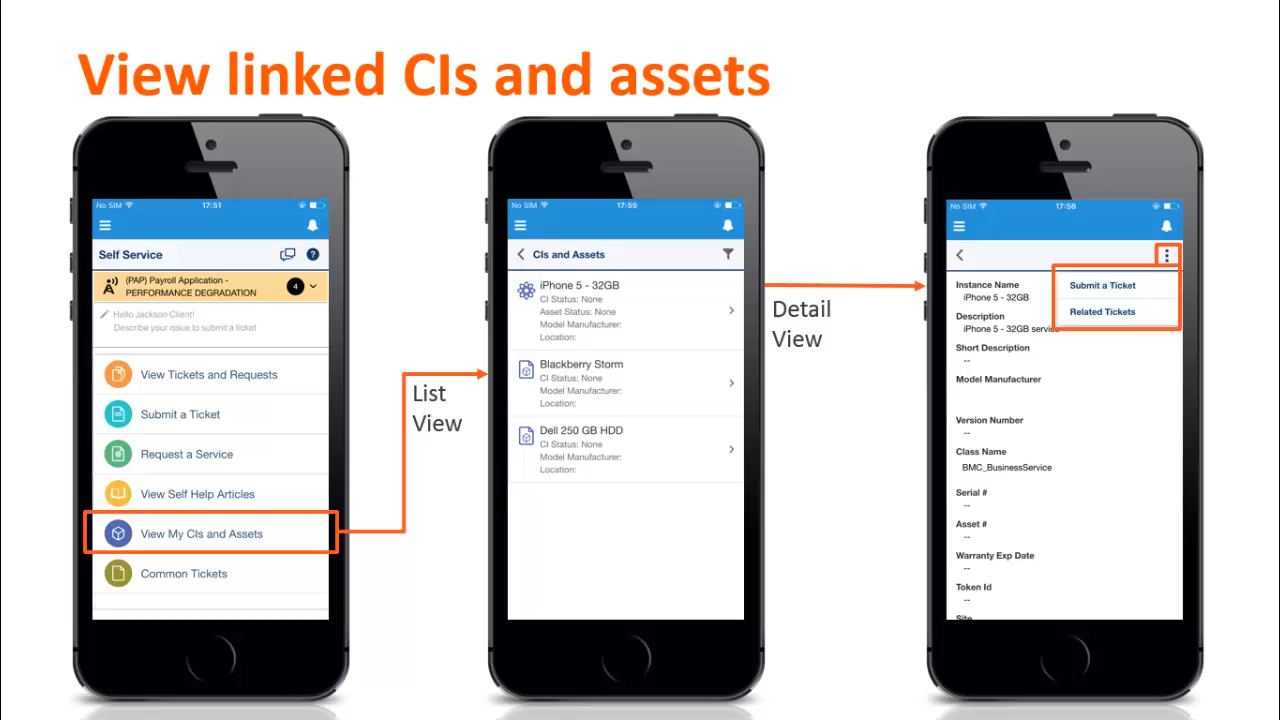 View linked CIs and assets
No SIM 17:51
Self Service
(PAP) Payroll Application -
PERFORMANCE DEGRADATION
4
Hello Jackson Client!
Describe your issue to submit a ticket
View Tickets and Requests
Submit a Ticket
Request a Service
View Self Help Articles
View My CIs and Assets
Common Tickets
List
View
No SIM 17:55
CIs and Assets
iPhone 5 - 32GB
CI Status: None
Asset Status: None
Model Manufacturer:
Location:
Blackberry Storm
CI Status: None
Model Manufacturer:
Location:
Dell 250 GB HDD
CI Status: None
Model Manufacturer:
Location:
Detail
View
No SIM 17:56
Submit a Ticket
Related Tickets
Instance Name
iPhone 5 - 32GB
Description
iPhone 5 - 32GB service
Short Description
--
Model Manufacturer
Version Number
--
Class Name
BMC_BusinessService
Serial #
--
Asset #
--
Warranty Exp Date
--
Token Id
--
Site